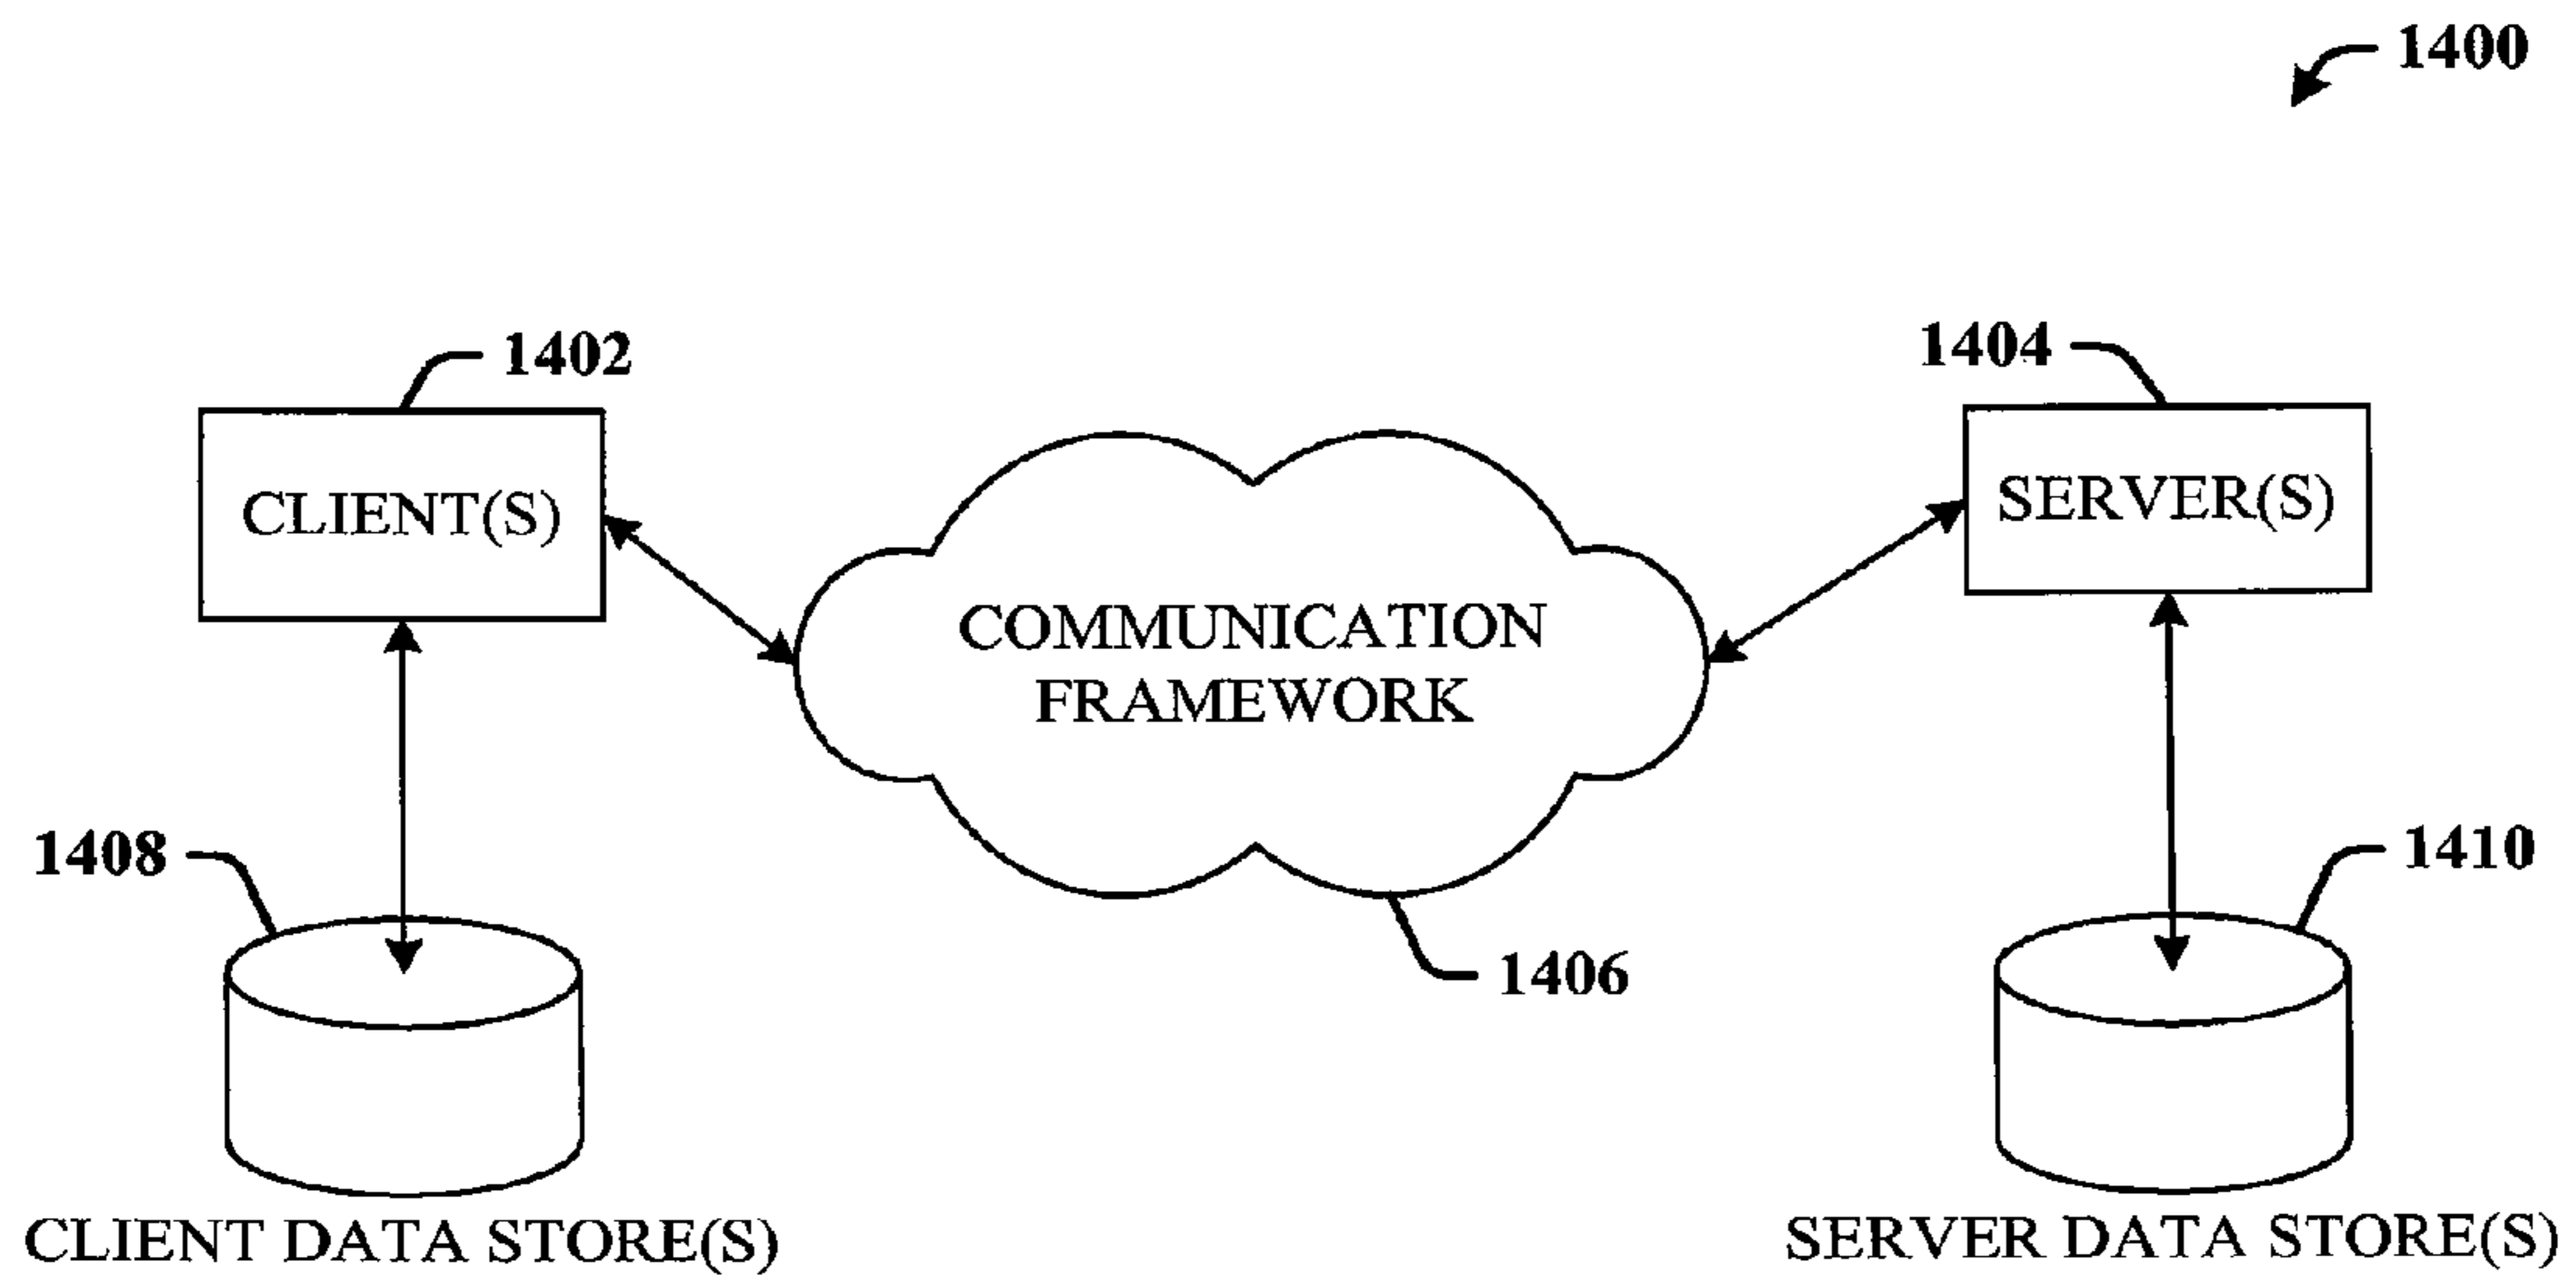 1400
1402
1404
CLIENT(S)
SERVER(S)
COMMUNICATION
FRAMEWORK
1408
1410
1406
CLIENT DATA STORE(S)
SERVER DATA STORE(S)